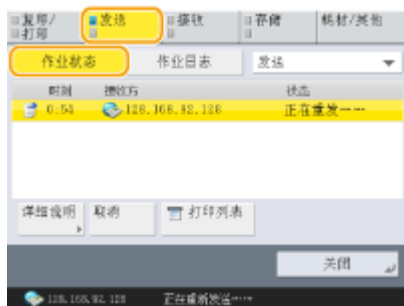 复印/打印 发送 接收 存储 耗材/其他
作业状态 作业日志 发送
时刻 接收方 状态
0:54 128.168.92.128 正在重发……
详细说明 取消 打印列表
关闭
128.168.92.128 正在重新发送……